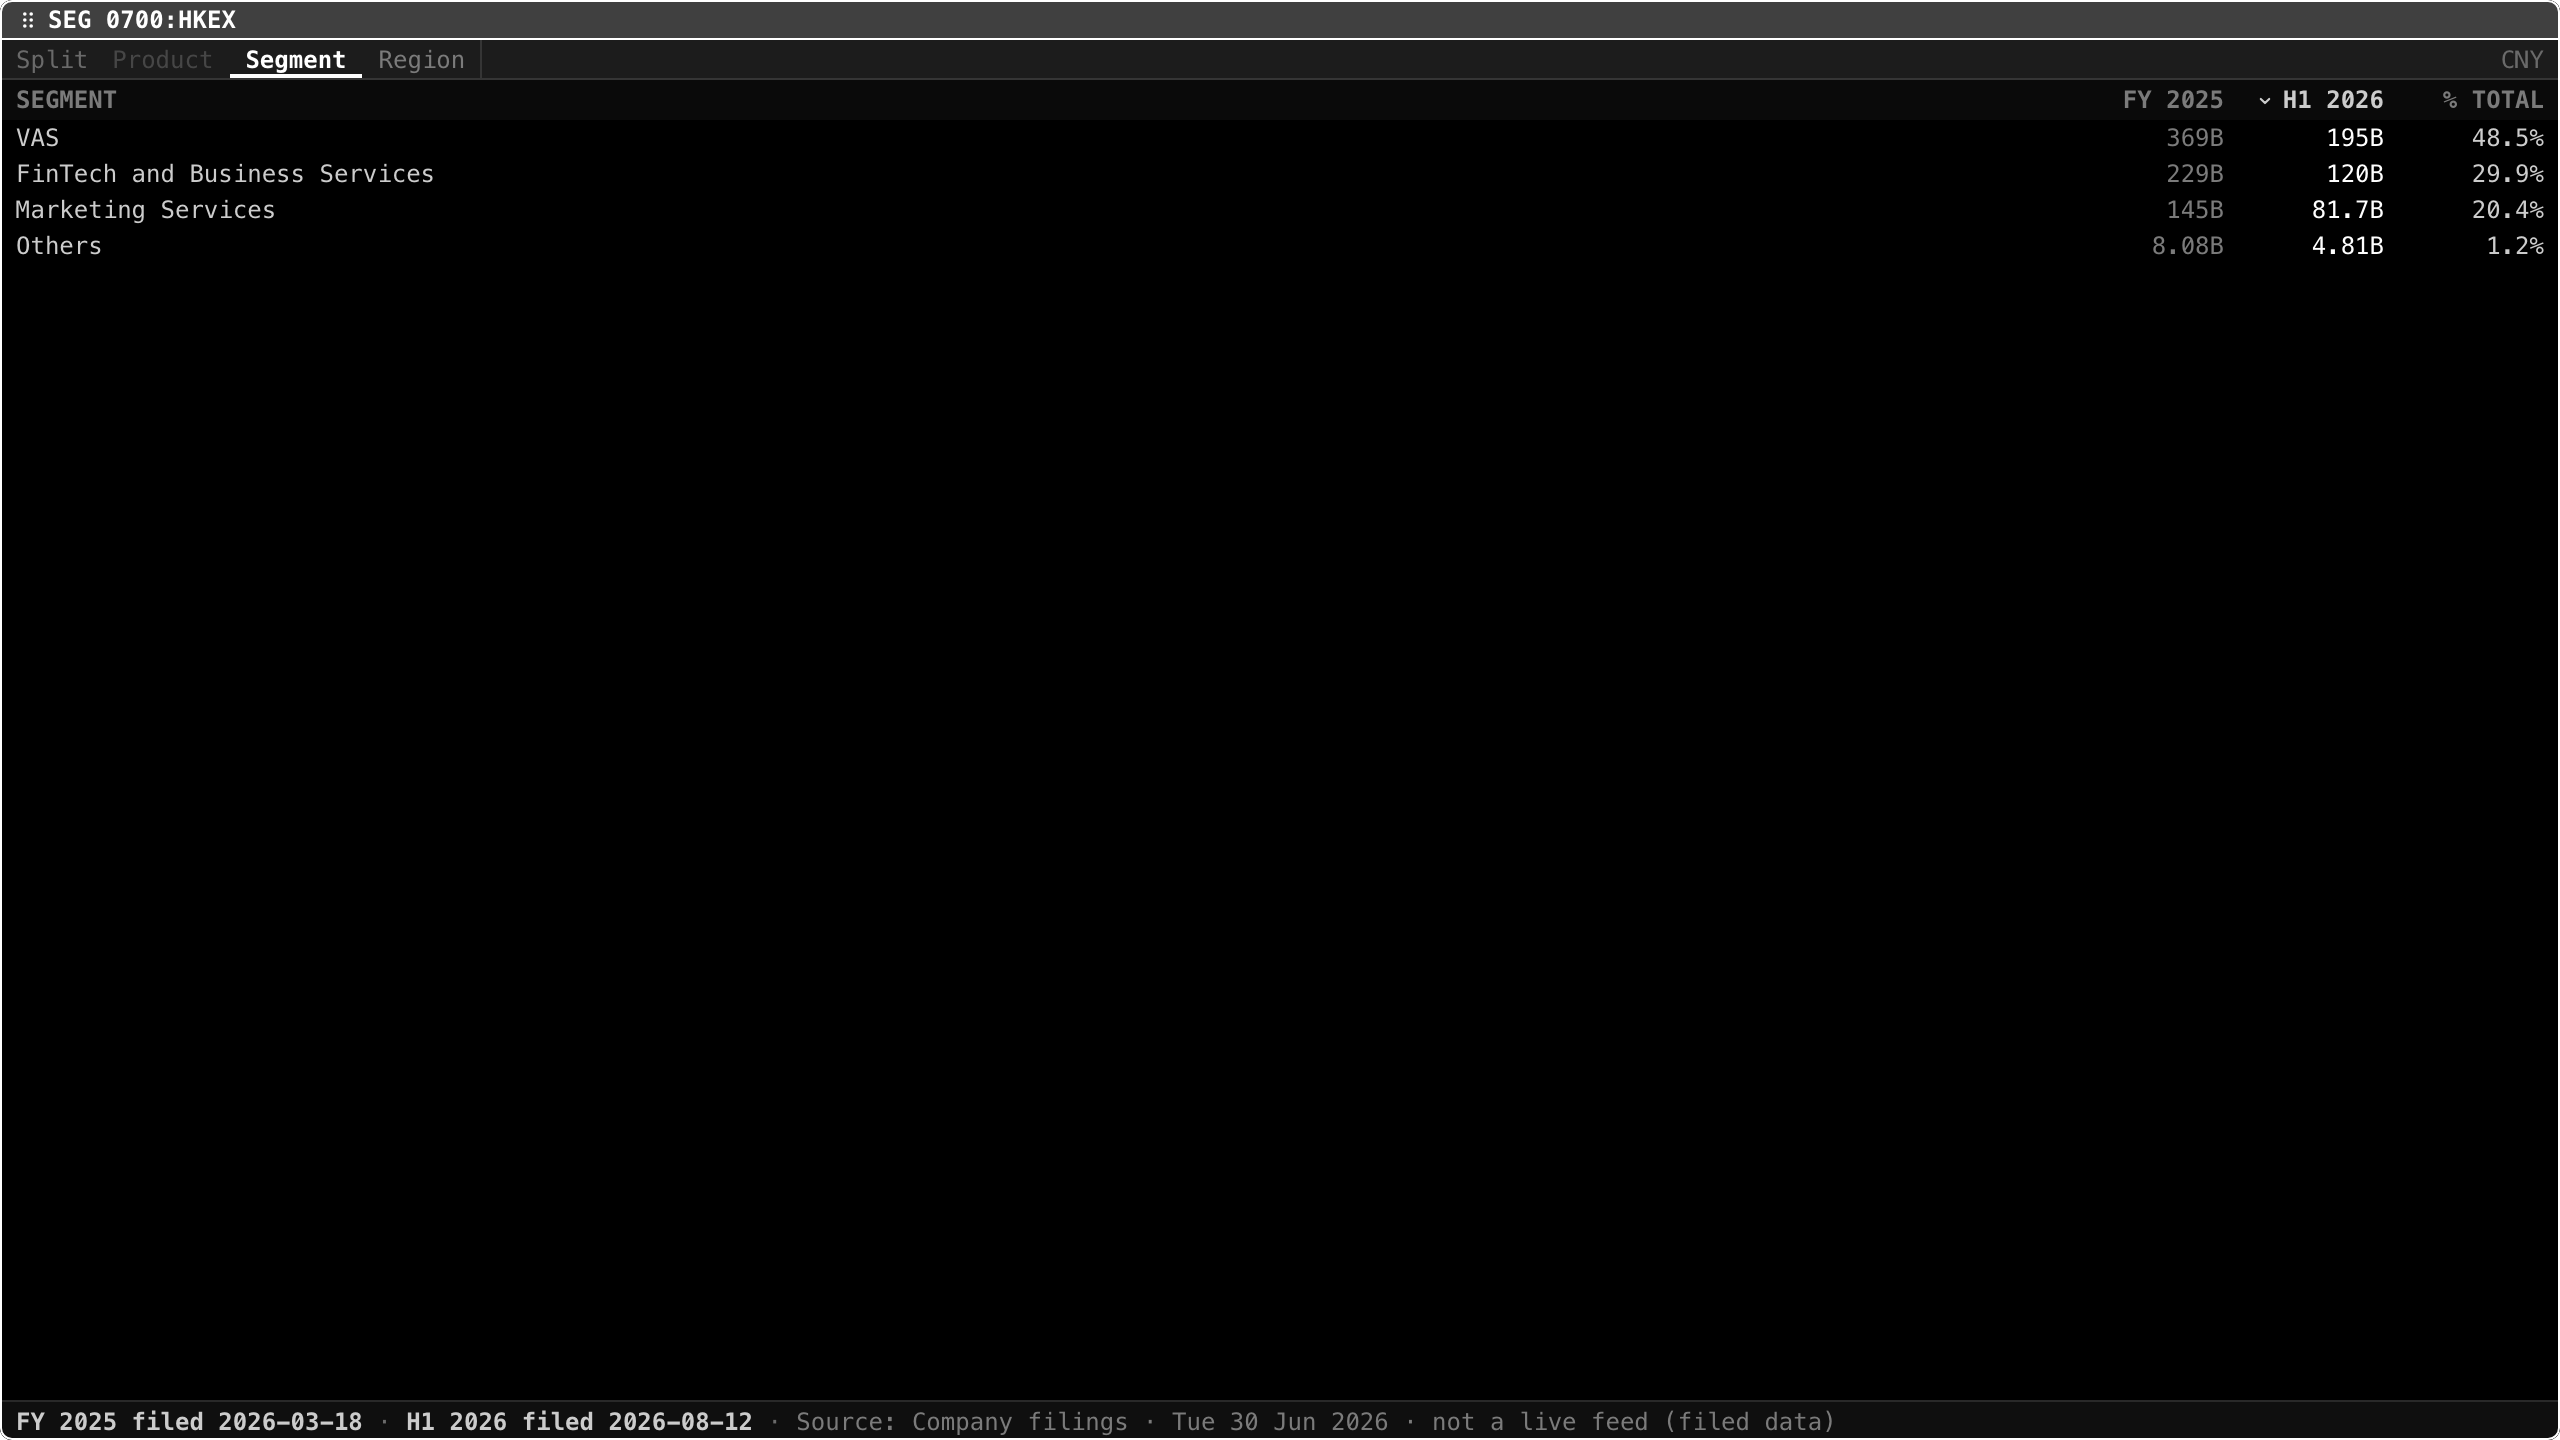 SEG 0700:HKEX
Split Product Segment Region CNY
SEGMENT FY 2025 H1 2026 % TOTAL
VAS 369B 195B 48.5%
FinTech and Business Services 229B 120B 29.9%
Marketing Services 145B 81.7B 20.4%
Others 8.08B 4.81B 1.2%
FY 2025 filed 2026-03-18 · H1 2026 filed 2026-08-12 · Source: Company filings · Tue 30 Jun 2026 · not a live feed (filed data)